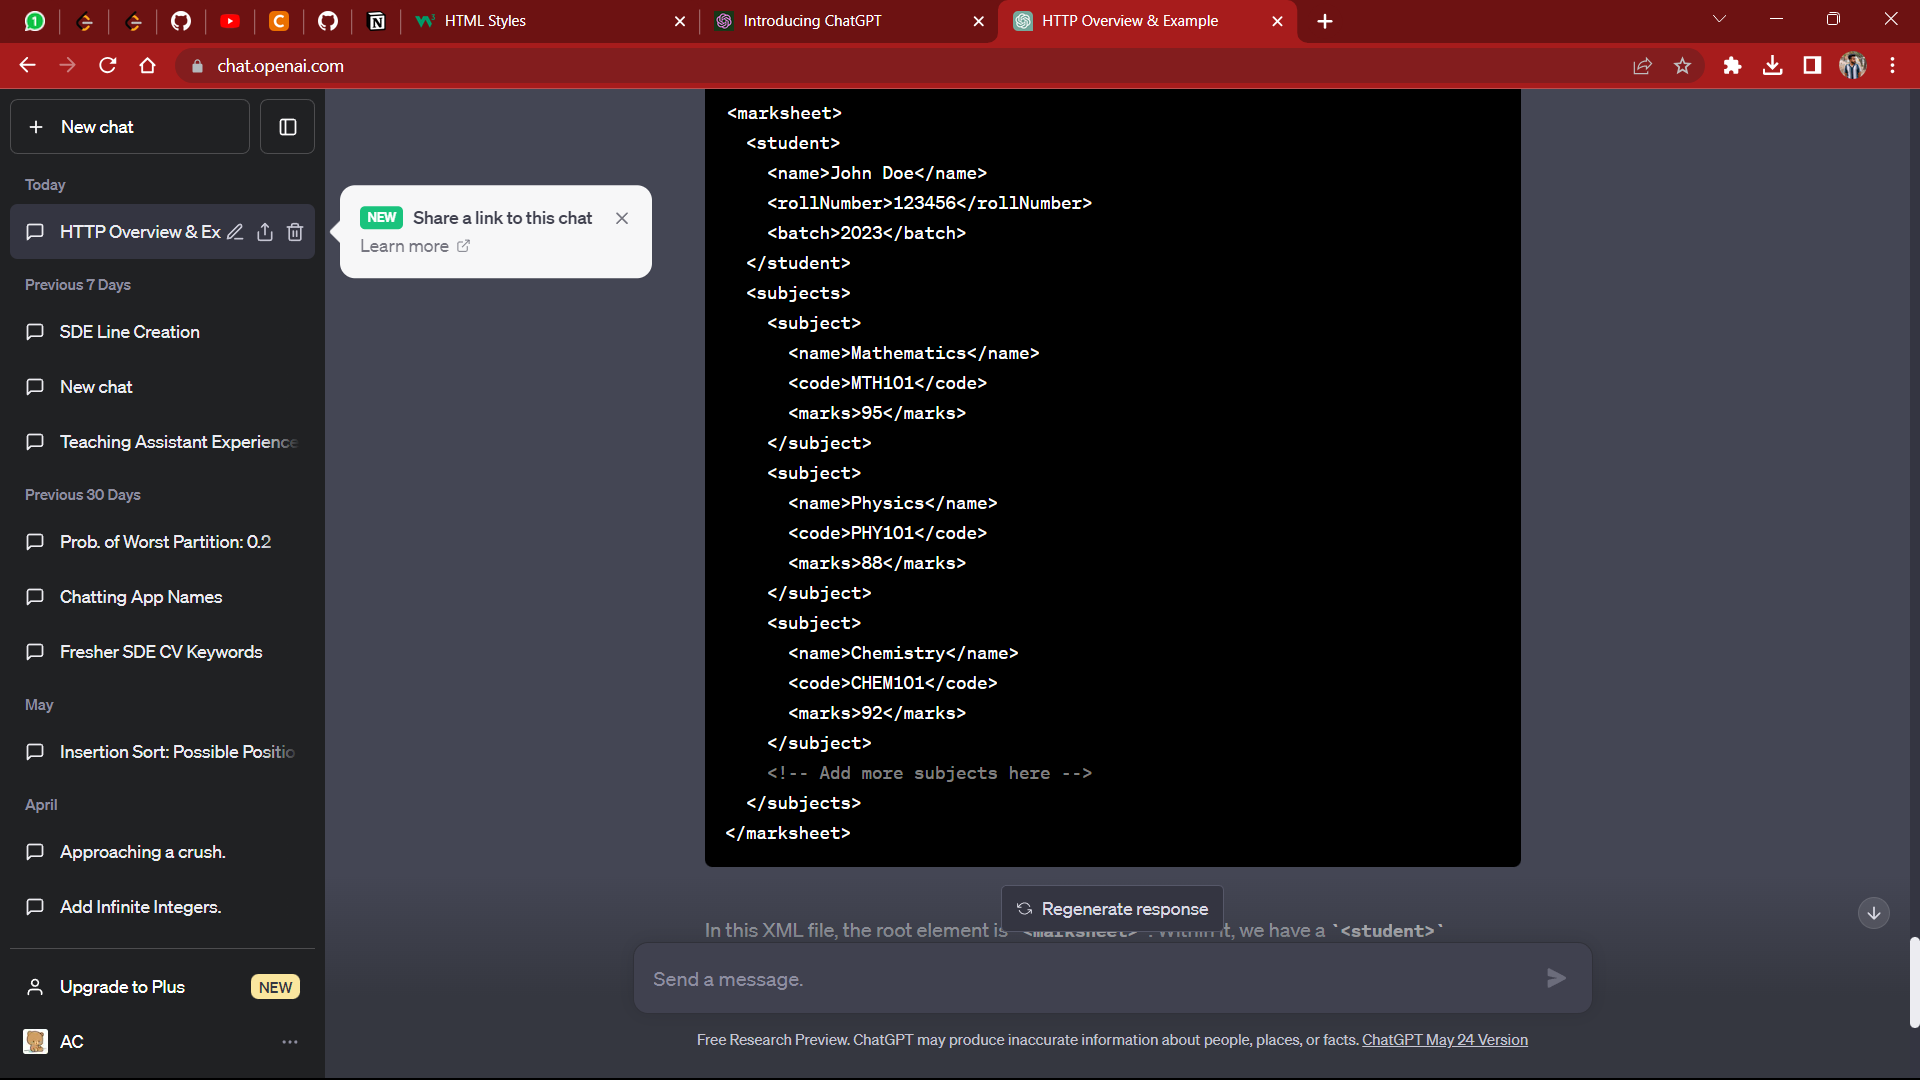 HTML Styles
Introducing ChatGPT
HTTP Overview & Example
chat.openai.com
New chat
Today
HTTP Overview & Ex
Previous 7 Days
SDE Line Creation
New chat
Teaching Assistant Experience
Previous 30 Days
Prob. of Worst Partition: 0.2
Chatting App Names
Fresher SDE CV Keywords
May
Insertion Sort: Possible Positio
April
Approaching a crush.
Add Infinite Integers.
Upgrade to Plus NEW
AC
NEW Share a link to this chat
Learn more
<marksheet>
<student>
<name>John Doe</name>
<rollNumber>123456</rollNumber>
<batch>2023</batch>
</student>
<subjects>
<subject>
<name>Mathematics</name>
<code>MTH101</code>
<marks>95</marks>
</subject>
<subject>
<name>Physics</name>
<code>PHY101</code>
<marks>88</marks>
</subject>
<subject>
<name>Chemistry</name>
<code>CHEM101</code>
<marks>92</marks>
</subject>
<!-- Add more subjects here -->
</subjects>
</marksheet>
Regenerate response
In this XML file, the root element is `<marksheet>`. Within it, we have a `<student>`
Send a message.
Free Research Preview. ChatGPT may produce inaccurate information about people, places, or facts. ChatGPT May 24 Version